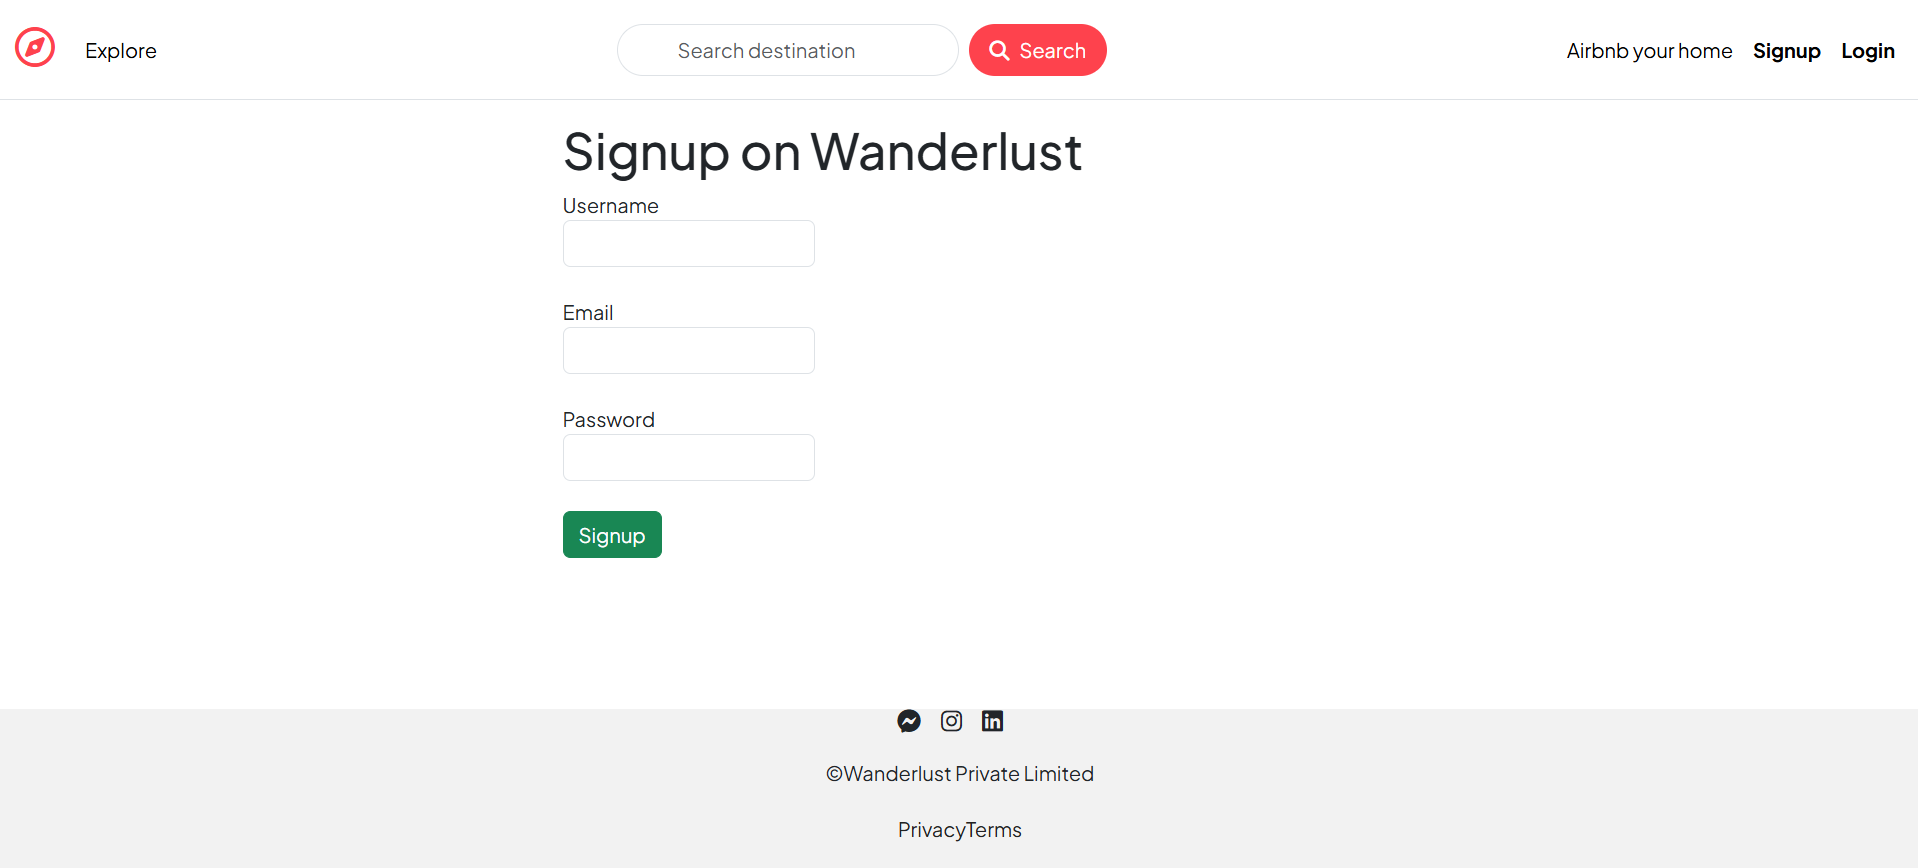 Explore
Search destination
Search
Airbnb your home
Signup
Login
Signup on Wanderlust
Username
Email
Password
Signup
©Wanderlust Private Limited
PrivacyTerms